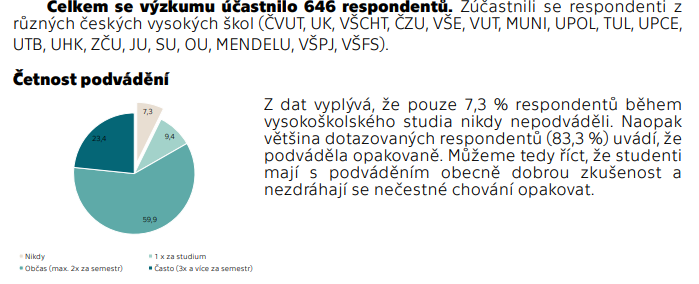 Celkem se výzkumu účastnilo 646 respondentů. Zúčastnili se respondenti z
různých českých vysokých škol (ČVUT, UK, VŠCHT, ČZU, VŠE, VUT, MUNI, UPOL, TUL, UPCE,
UTB, UHK, ZČU, JU, SU, OU, MENDELU, VŠPJ, VŠFS).
Četnost podvádění
7,3
9,4
23,4
59,9
Nikdy
1 x za studium
Občas (max. 2x za semestr)
Často (3x a více za semestr)
Z dat vyplývá, že pouze 7,3 % respondentů během
vysokoškolského studia nikdy nepodváděli. Naopak
většina dotazovaných respondentů (83,3 %) uvádí, že
podváděla opakovaně. Můžeme tedy říct, že studenti
mají s podváděním obecně dobrou zkušenost a
nezdráhají se nečestné chování opakovat.